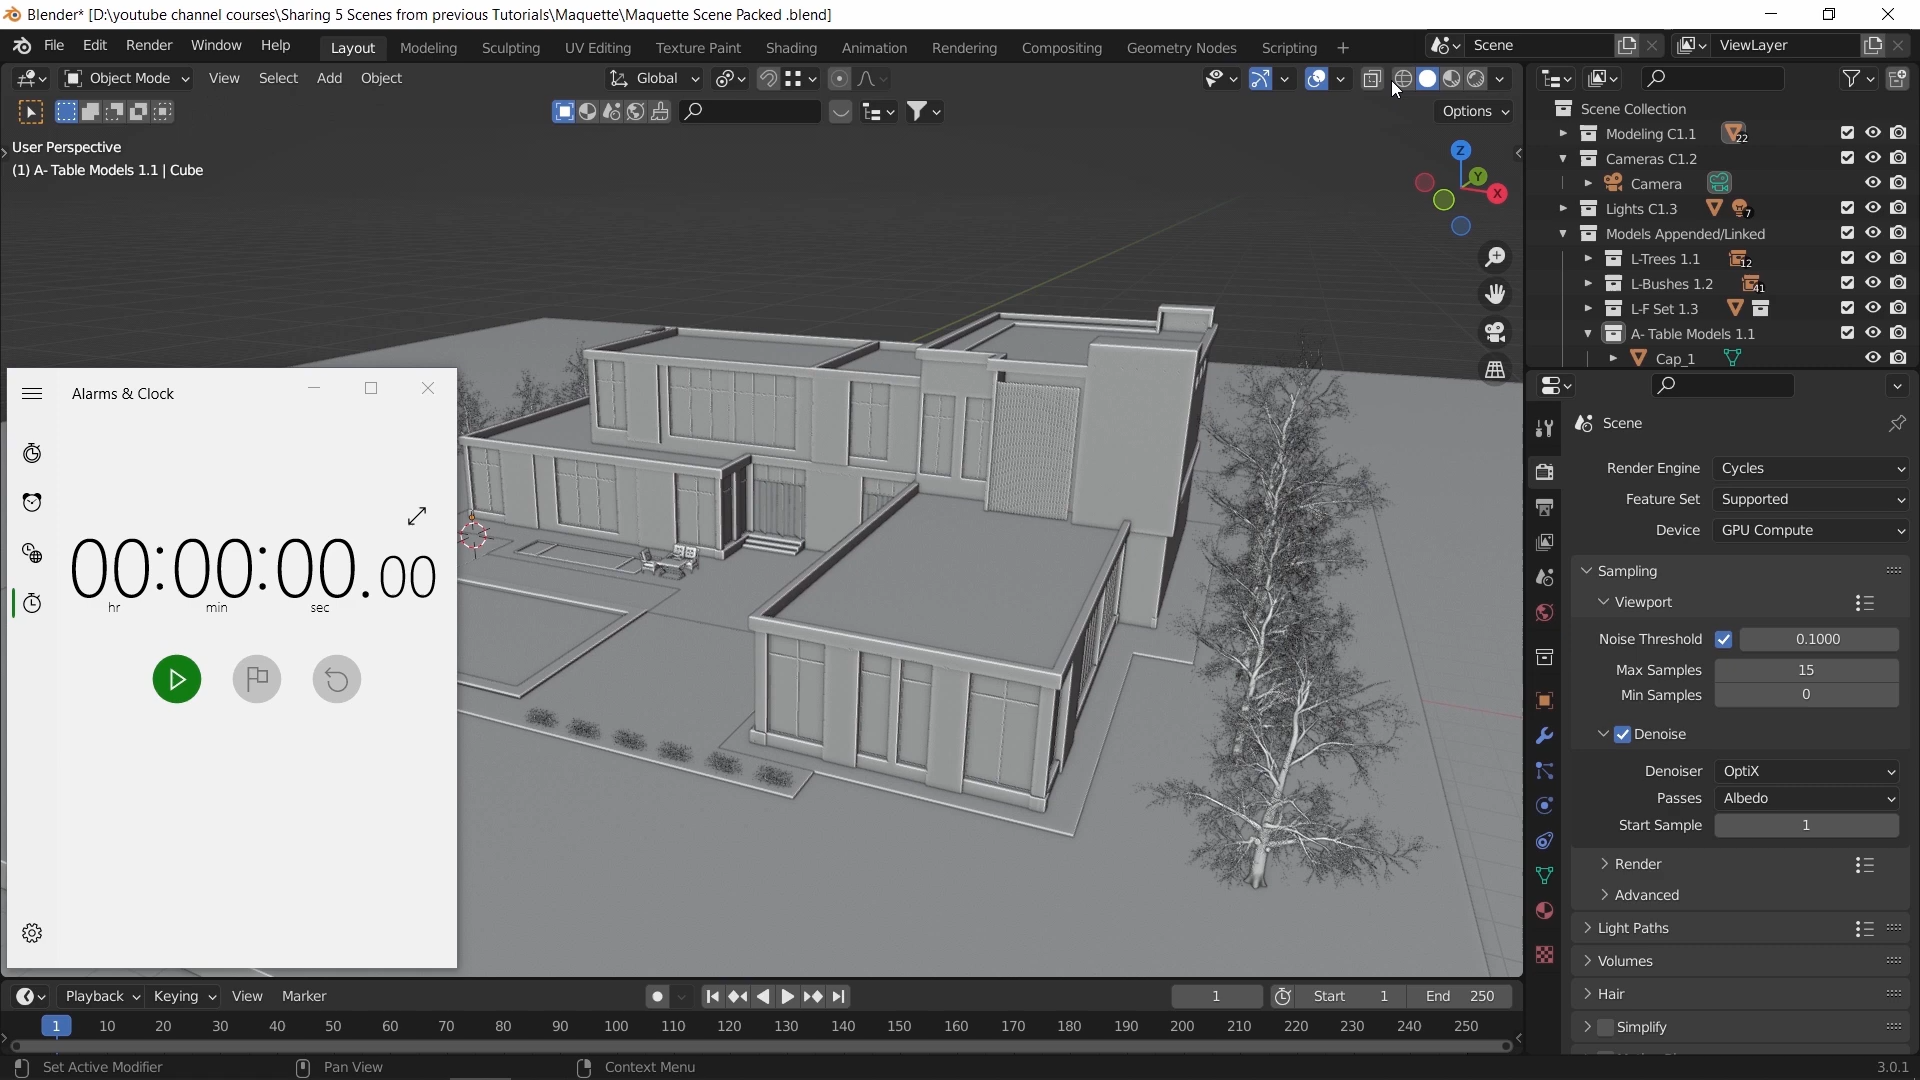 Blender* [D:\youtube channel courses\Sharing 5 Scenes from previous Tutorials\Maquette\Maquette Scene Packed .blend]
File Edit Render Window Help Layout Modeling Sculpting UV Editing Texture Paint Shading Animation Rendering Compositing Geometry Nodes Scripting + Scene ViewLayer
Object Mode View Select Add Object Global
Options
User Perspective
(1) A- Table Models 1.1 | Cube
Z
Y
X
Scene Collection
Modeling C1.1 22
Cameras C1.2
Camera
Lights C1.3 7
Models Appended/Linked
L-Trees 1.1 12
L-Bushes 1.2 41
L-F Set 1.3
A- Table Models 1.1
Cap_1
Alarms & Clock
00:00:00.00
hr min sec
Scene
Render Engine Cycles
Feature Set Supported
Device GPU Compute
Sampling
Viewport
Noise Threshold 0.1000
Max Samples 15
Min Samples 0
Denoise
Denoiser OptiX
Passes Albedo
Start Sample 1
Render
Advanced
Light Paths
Volumes
Hair
Simplify
Playback Keying View Marker 1 Start 1 End 250
1 10 20 30 40 50 60 70 80 90 100 110 120 130 140 150 160 170 180 190 200 210 220 230 240 250
Set Active Modifier Pan View Context Menu 3.0.1